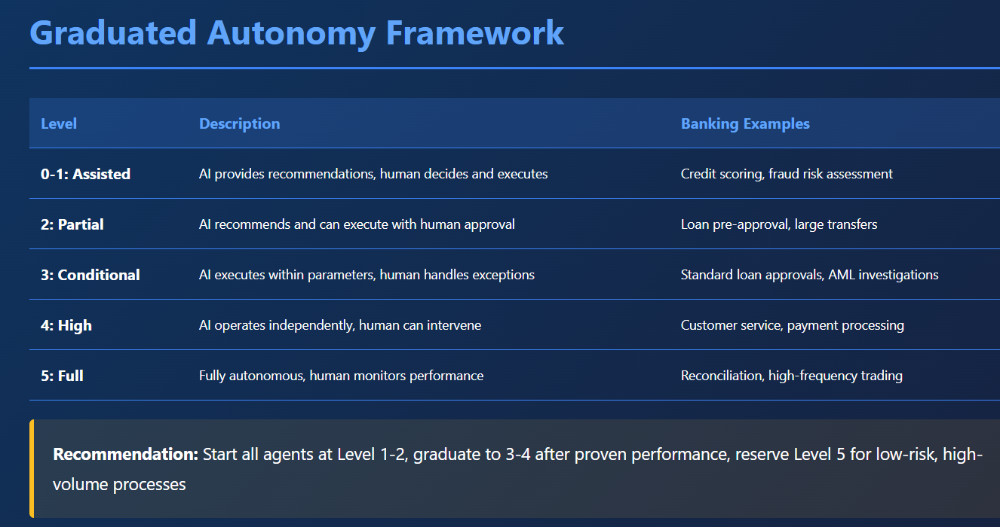 Graduated Autonomy Framework
Level Description Banking Examples
0-1: Assisted AI provides recommendations, human decides and executes Credit scoring, fraud risk assessment
2: Partial AI recommends and can execute with human approval Loan pre-approval, large transfers
3: Conditional AI executes within parameters, human handles exceptions Standard loan approvals, AML investigations
4: High AI operates independently, human can intervene Customer service, payment processing
5: Full Fully autonomous, human monitors performance Reconciliation, high-frequency trading
Recommendation: Start all agents at Level 1-2, graduate to 3-4 after proven performance, reserve Level 5 for low-risk, high-
volume processes